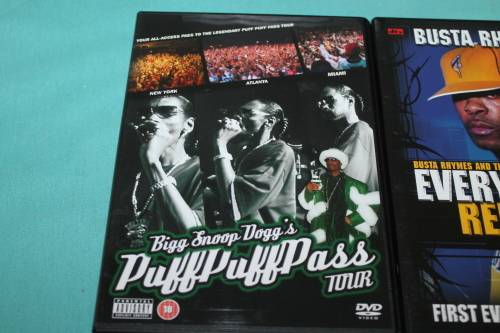 YOUR ALL-ACCESS PASS TO THE LEGENDARY PUFF PUFF PASS TOUR
NEW YORK
ATLANTA
MIAMI
Bigg Snoop Dogg's
PuffPuffPass
TOUR
PARENTAL
ADVISORY
EXPLICIT CONTENT
18
DVD
VIDEO
dts
BUSTA RH
BUSTA RHYMES AND TH
EVERY
RE
FIRST E